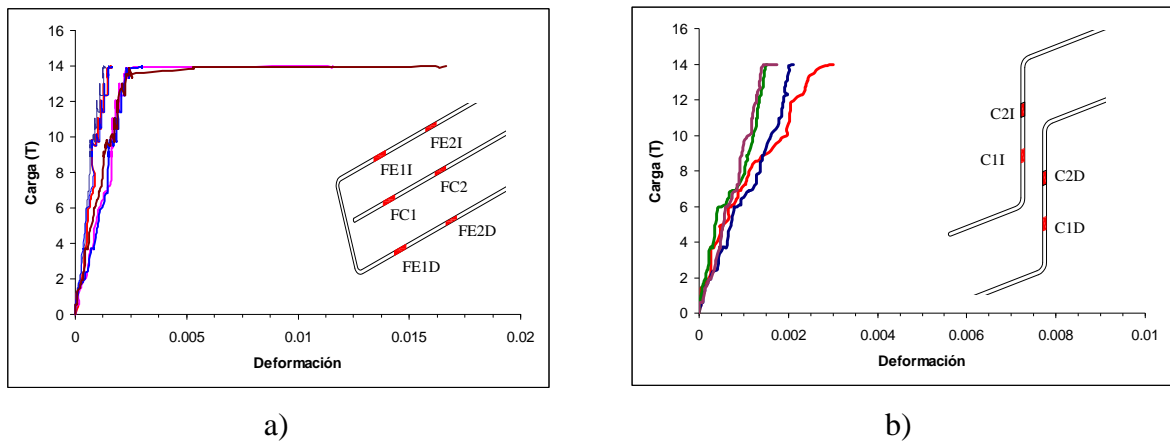 16
14
12
10
8
6
4
2
0
Carga (T)
0
0.005
0.01
0.015
0.02
Deformación
FE1I
FE2I
FC1
FC2
FE1D
FE2D
a)
16
14
12
10
8
6
4
2
0
Carga (T)
0
0.002
0.004
0.006
0.008
0.01
Deformación
C2I
C1I
C2D
C1D
b)